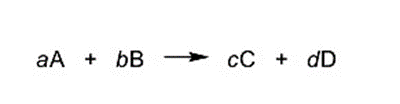 aA + bB ⟶ cC + dD